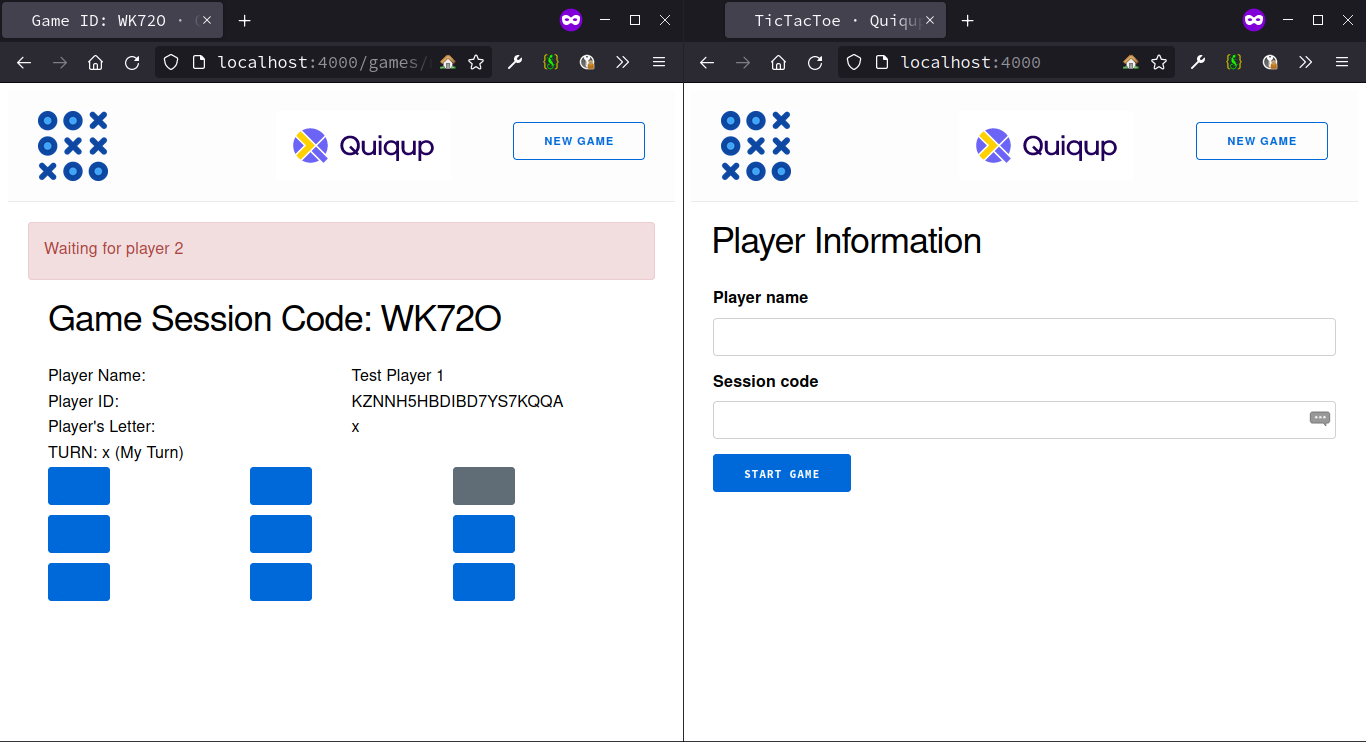 Game ID: WK72O ·
localhost:4000/games/
Quiqup
NEW GAME
Waiting for player 2
Game Session Code: WK72O
Player Name: Test Player 1
Player ID: KZNNH5HBDIBD7YS7KQQA
Player's Letter: x
TURN: x (My Turn)
TicTacToe · Quiqup
localhost:4000
Quiqup
NEW GAME
Player Information
Player name
Session code
START GAME